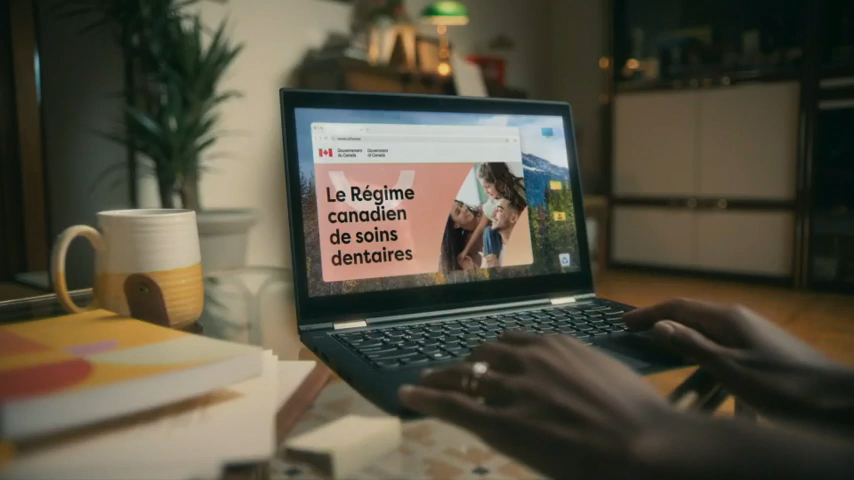 Gouvernement du Canada
Government of Canada
Le Régime
canadien
de soins
dentaires